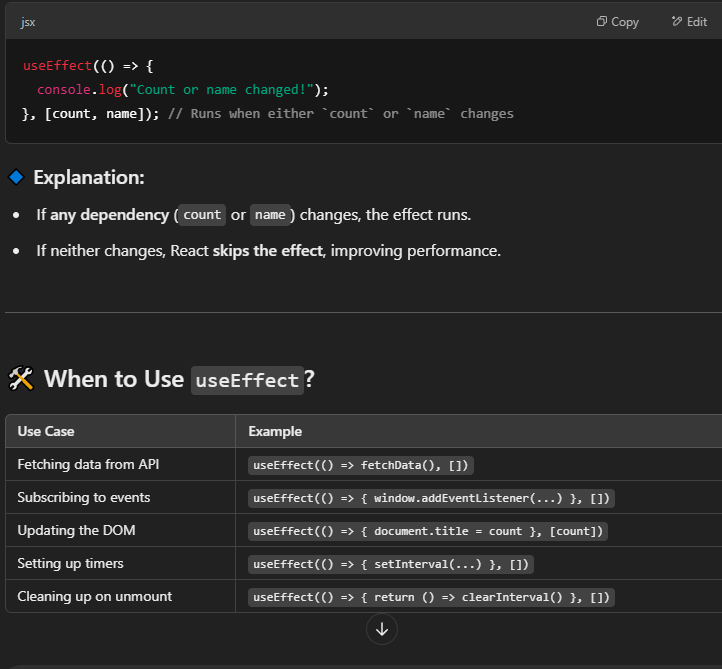 jsx Copy Edit
useEffect(() => {
  console.log("Count or name changed!");
}, [count, name]); // Runs when either `count` or `name` changes
Explanation:
• If any dependency (count or name) changes, the effect runs.
• If neither changes, React skips the effect, improving performance.
When to Use useEffect?
Use Case Example
Fetching data from API useEffect(() => fetchData(), [])
Subscribing to events useEffect(() => { window.addEventListener(...) }, [])
Updating the DOM useEffect(() => { document.title = count }, [count])
Setting up timers useEffect(() => { setInterval(...) }, [])
Cleaning up on unmount useEffect(() => { return () => clearInterval() }, [])